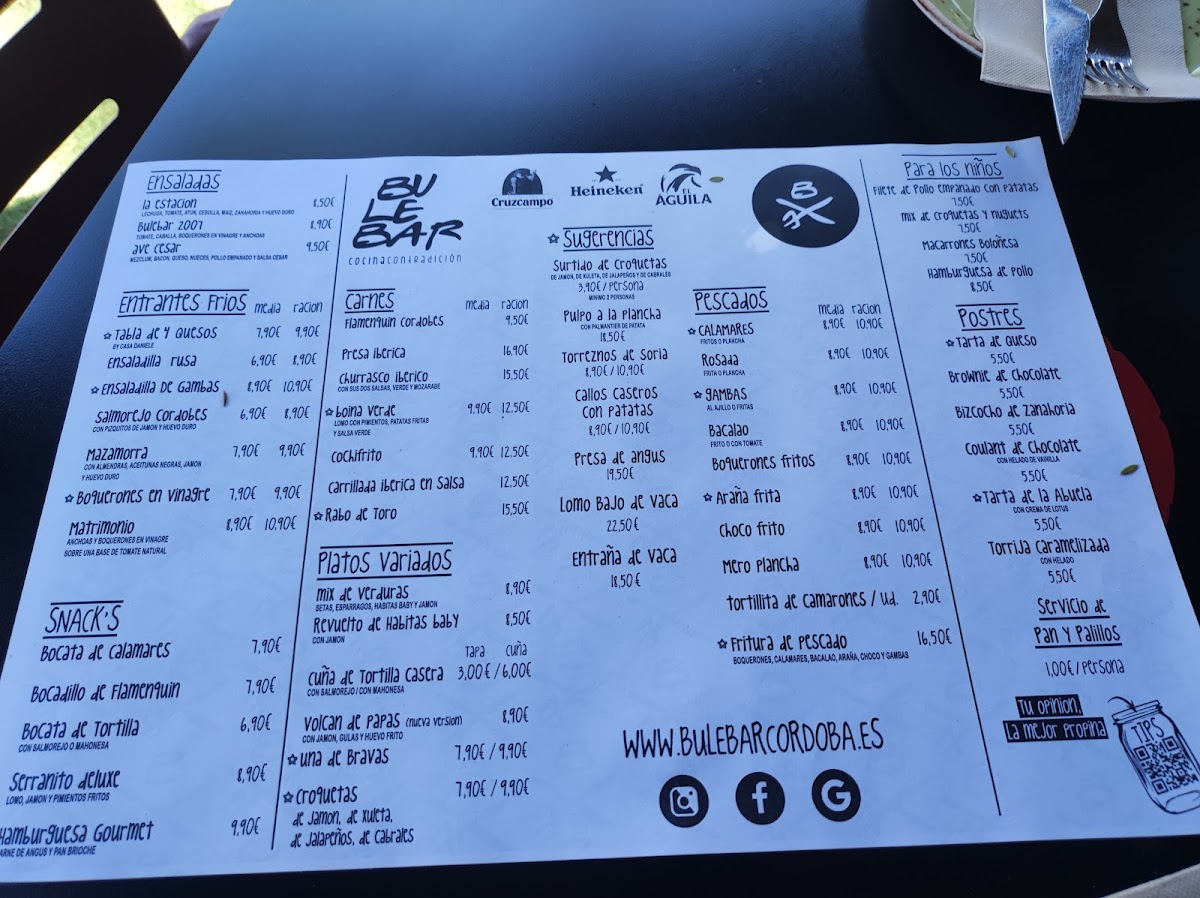 Ensaladas
la estacion 8,50€
LECHUGA, TOMATE, ATUN, CEBOLLA, MAIZ, ZANAHORIA Y HUEVO DURO
Bulebar 2007 8,90€
TOMATE, CABALLA, BOQUERONES EN VINAGRE Y ANCHOAS
ave cesar 9,50€
MEZCLUM, BACON, QUESO, NUECES, POLLO EMPANADO Y SALSA CESAR
Entrantes Frios media racion
Tabla de 4 quesos 7,90€ 9,90€
BY CASA DANIELE
Ensaladilla rusa 6,90€ 8,90€
Ensaladilla De Gambas 8,90€ 10,90€
Salmorejo Cordobes 6,90€ 8,90€
CON PIZQUITOS DE JAMON Y HUEVO DURO
Mazamorra 7,90€ 9,90€
CON ALMENDRAS, ACEITUNAS NEGRAS, JAMON
Y HUEVO DURO
Boquerones en vinagre 7,90€ 9,90€
Matrimonio 8,90€ 10,90€
ANCHOAS Y BOQUERONES EN VINAGRE
SOBRE UNA BASE DE TOMATE NATURAL
SNACK'S
Bocata de calamares 7,90€
Bocadillo de Flamenquin 7,90€
Bocata de Tortilla 6,90€
CON SALMOREJO O MAHONESA
Serranito deluxe 8,90€
LOMO, JAMON Y PIMIENTOS FRITOS
Hamburguesa Gourmet 9,90€
ARNE DE ANGUS Y PAN BRIOCHE
BU
LE
BAR
cocinacontradición
Carnes media racion
Flamenquin cordobes 9,50€
Presa iberica 16,90€
churrasco iberico 15,50€
CON SUS DOS SALSAS, VERDE Y MOZARABE
boina verde 9,90€ 12,50€
LOMO CON PIMIENTOS, PATATAS FRITAS
Y SALSA VERDE
cochifrito 9,90€ 12,50€
Carrillada iberica en Salsa 12,50€
Rabo de Toro 15,50€
Platos variados
mix de verduras 8,90€
SETAS, ESPARRAGOS, HABITAS BABY Y JAMON
Revuelto de Habitas baby 8,50€
CON JAMON
Tapa Cuña
cuña de Tortilla Casera 3,00€ / 6,00€
CON SALMOREJO / CON MAHONESA
volcan de papas (nueva version) 8,90€
CON JAMON, GULAS Y HUEVO FRITO
una de Bravas 7,90€ / 9,90€
croquetas 7,90€ / 9,90€
de Jamon, de Xuleta,
de Jalapeños, de Cabrales
Cruzcampo
Heineken
EL
AGUILA
B
Sugerencias
Surtido de Croquetas
DE JAMON, DE XULETA, DE JALAPEÑOS Y DE CABRALES
3,90€ / Persona
MINIMO 2 PERSONAS
Pulpo a la plancha
CON PALMANTIER DE PATATA
18,50€
Torreznos de Soria
8,90€ / 10,90€
callos caseros
con patatas
8,90€ / 10,90€
Presa de angus
19,50€
Lomo Bajo de vaca
22,50€
Entraña de vaca
18,50€
Pescados media racion
CALAMARES 8,90€ 10,90€
FRITOS O PLANCHA
Rosada 8,90€ 10,90€
FRITA O PLANCHA
gambas 8,90€ 10,90€
AL AJILLO O FRITAS
Bacalao 8,90€ 10,90€
FRITO O CON TOMATE
Boquerones fritos 8,90€ 10,90€
Araña frita 8,90€ 10,90€
choco frito 8,90€ 10,90€
Mero plancha 8,90€ 10,90€
Tortillita de camarones / ud. 2,90€
Fritura de pescado 16,50€
BOQUERONES, CALAMARES, BACALAO, ARAÑA, CHOCO Y GAMBAS
WWW.BULEBARCORDOBA.ES
f
G
Para los niños
Filete de Pollo empanado con Patatas
7,50€
mix de croquetas y nuguets
7,50€
Macarrones Boloñesa
7,50€
Hamburguesa de Pollo
8,50€
Postres
Tarta de queso
5,50€
Brownie de chocolate
5,50€
Bizcocho de Zanahoria
5,50€
Coulant de Chocolate
CON HELADO DE VAINILLA
5,50€
Tarta de la Abuela
CON CREMA DE LOTUS
5,50€
Torrija Caramelizada
CON HELADO
5,50€
Servicio de
Pan y Palillos
1,00€ / Persona
Tu opinion,
la mejor propina
TIPS